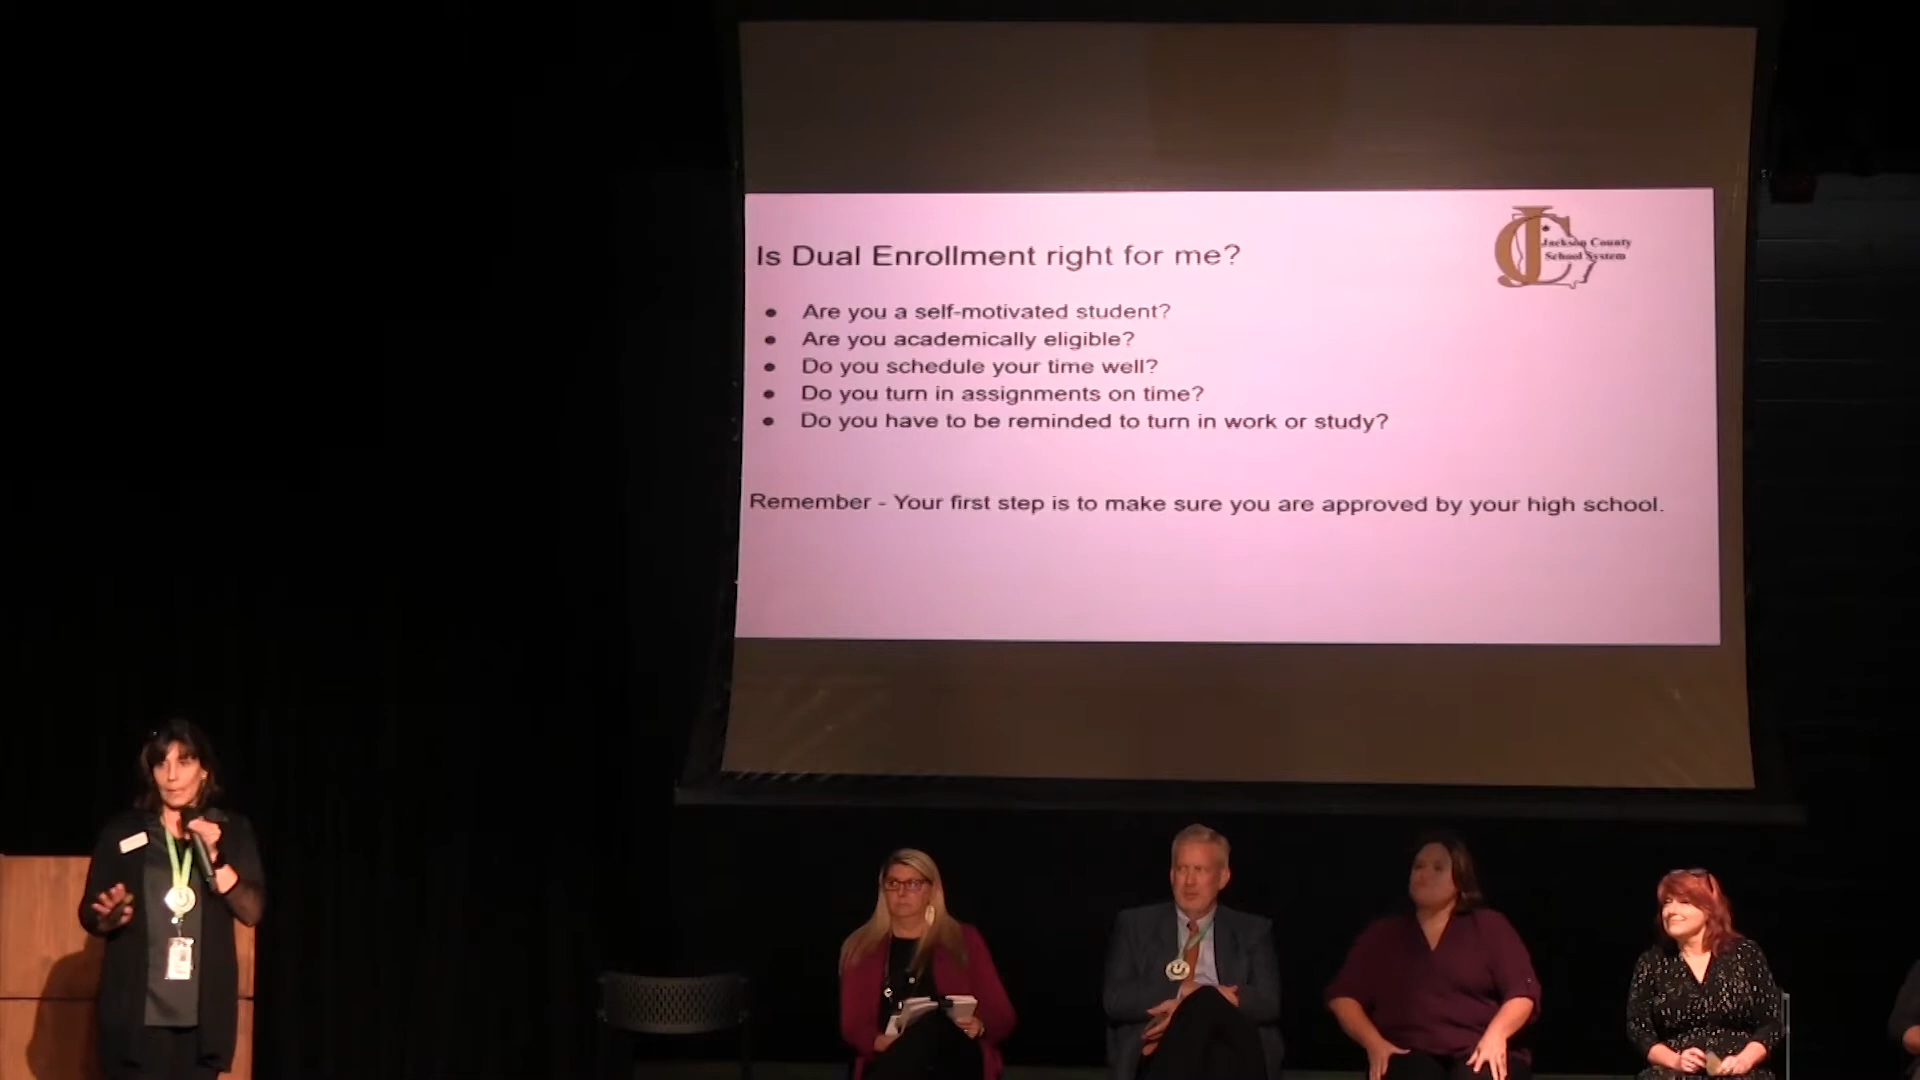 Is Dual Enrollment right for me?
Jackson County
School System
● Are you a self-motivated student?
● Are you academically eligible?
● Do you schedule your time well?
● Do you turn in assignments on time?
● Do you have to be reminded to turn in work or study?
Remember - Your first step is to make sure you are approved by your high school.